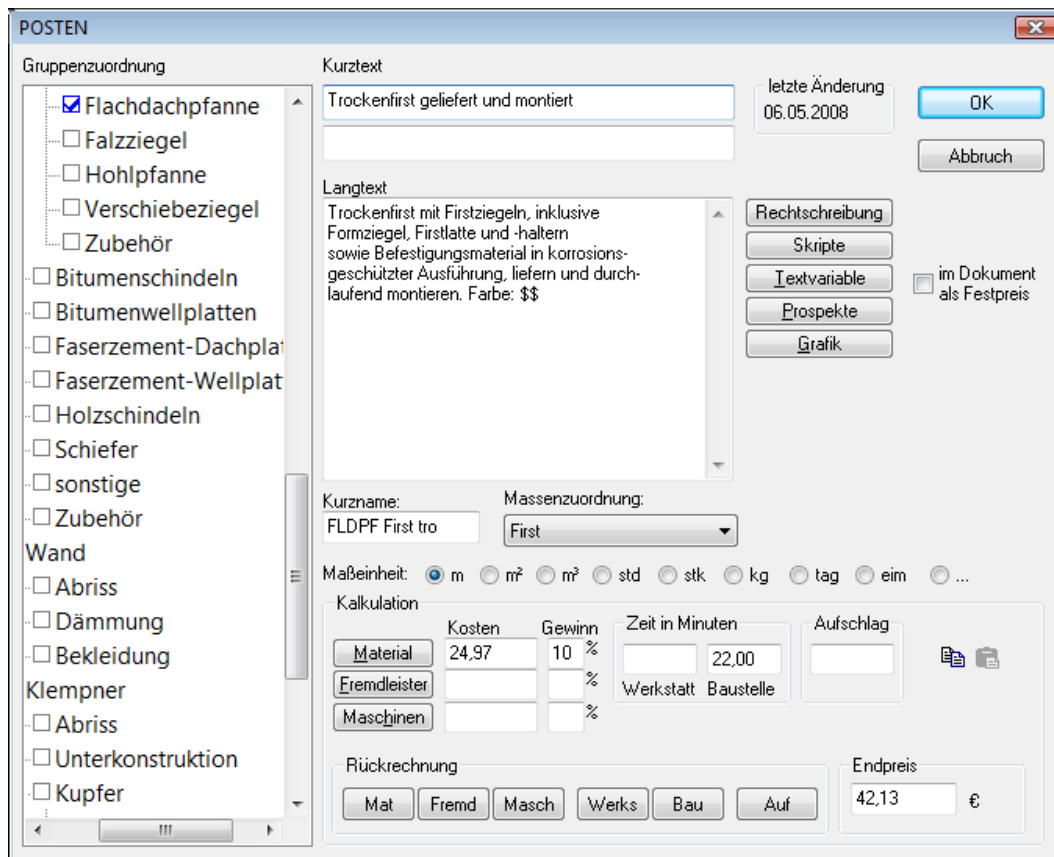 POSTEN
Gruppenzuordnung
Flachdachpfanne
Falzziegel
Hohlpfanne
Verschiebeziegel
Zubehör
Bitumenschindeln
Bitumenwellplatten
Faserzement-Dachplat
Faserzement-Wellplat
Holzschindeln
Schiefer
sonstige
Zubehör
Wand
Abriss
Dämmung
Bekleidung
Klempner
Abriss
Unterkonstruktion
Kupfer
Kurztext
Trockenfirst geliefert und montiert
letzte Änderung
06.05.2008
OK
Abbruch
Langtext
Trockenfirst mit Firstziegeln, inklusive
Formziegel, Firstlatte und -haltern
sowie Befestigungsmaterial in korrosions-
geschützter Ausführung, liefern und durch-
laufend montieren. Farbe: $$
Rechtschreibung
Skripte
Textvariable
Prospekte
Grafik
im Dokument
als Festpreis
Kurzname:
FLDPF First tro
Massenzuordnung:
First
Maßeinheit: m m² m³ std stk kg tag eim ...
Kalkulation
Kosten Gewinn
Material 24,97 10 %
Fremdleister %
Maschinen %
Zeit in Minuten
22,00
Werkstatt Baustelle
Aufschlag
Rückrechnung
Mat Fremd Masch Werks Bau Auf
Endpreis
42,13 €